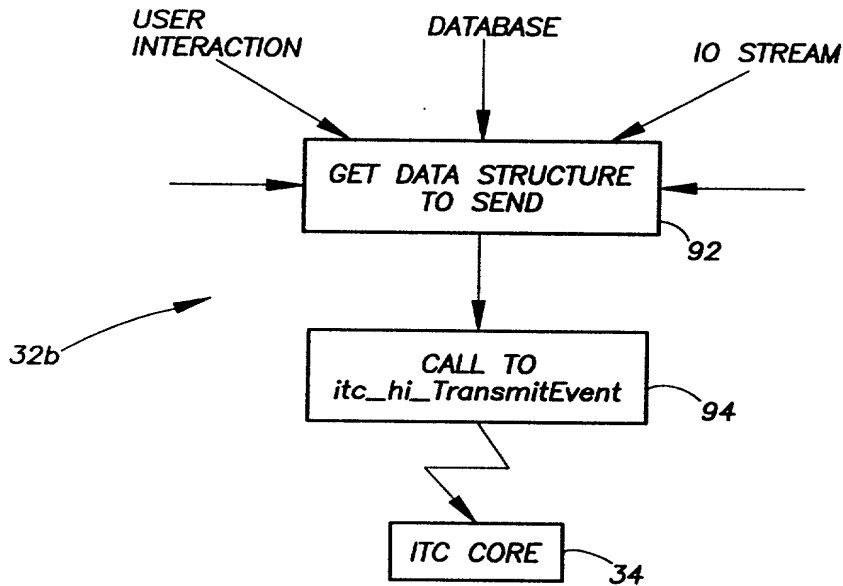 USER
INTERACTION
DATABASE
IO STREAM
GET DATA STRUCTURE
TO SEND
92
32b
CALL TO
itc_hi_TransmitEvent
94
ITC CORE
34